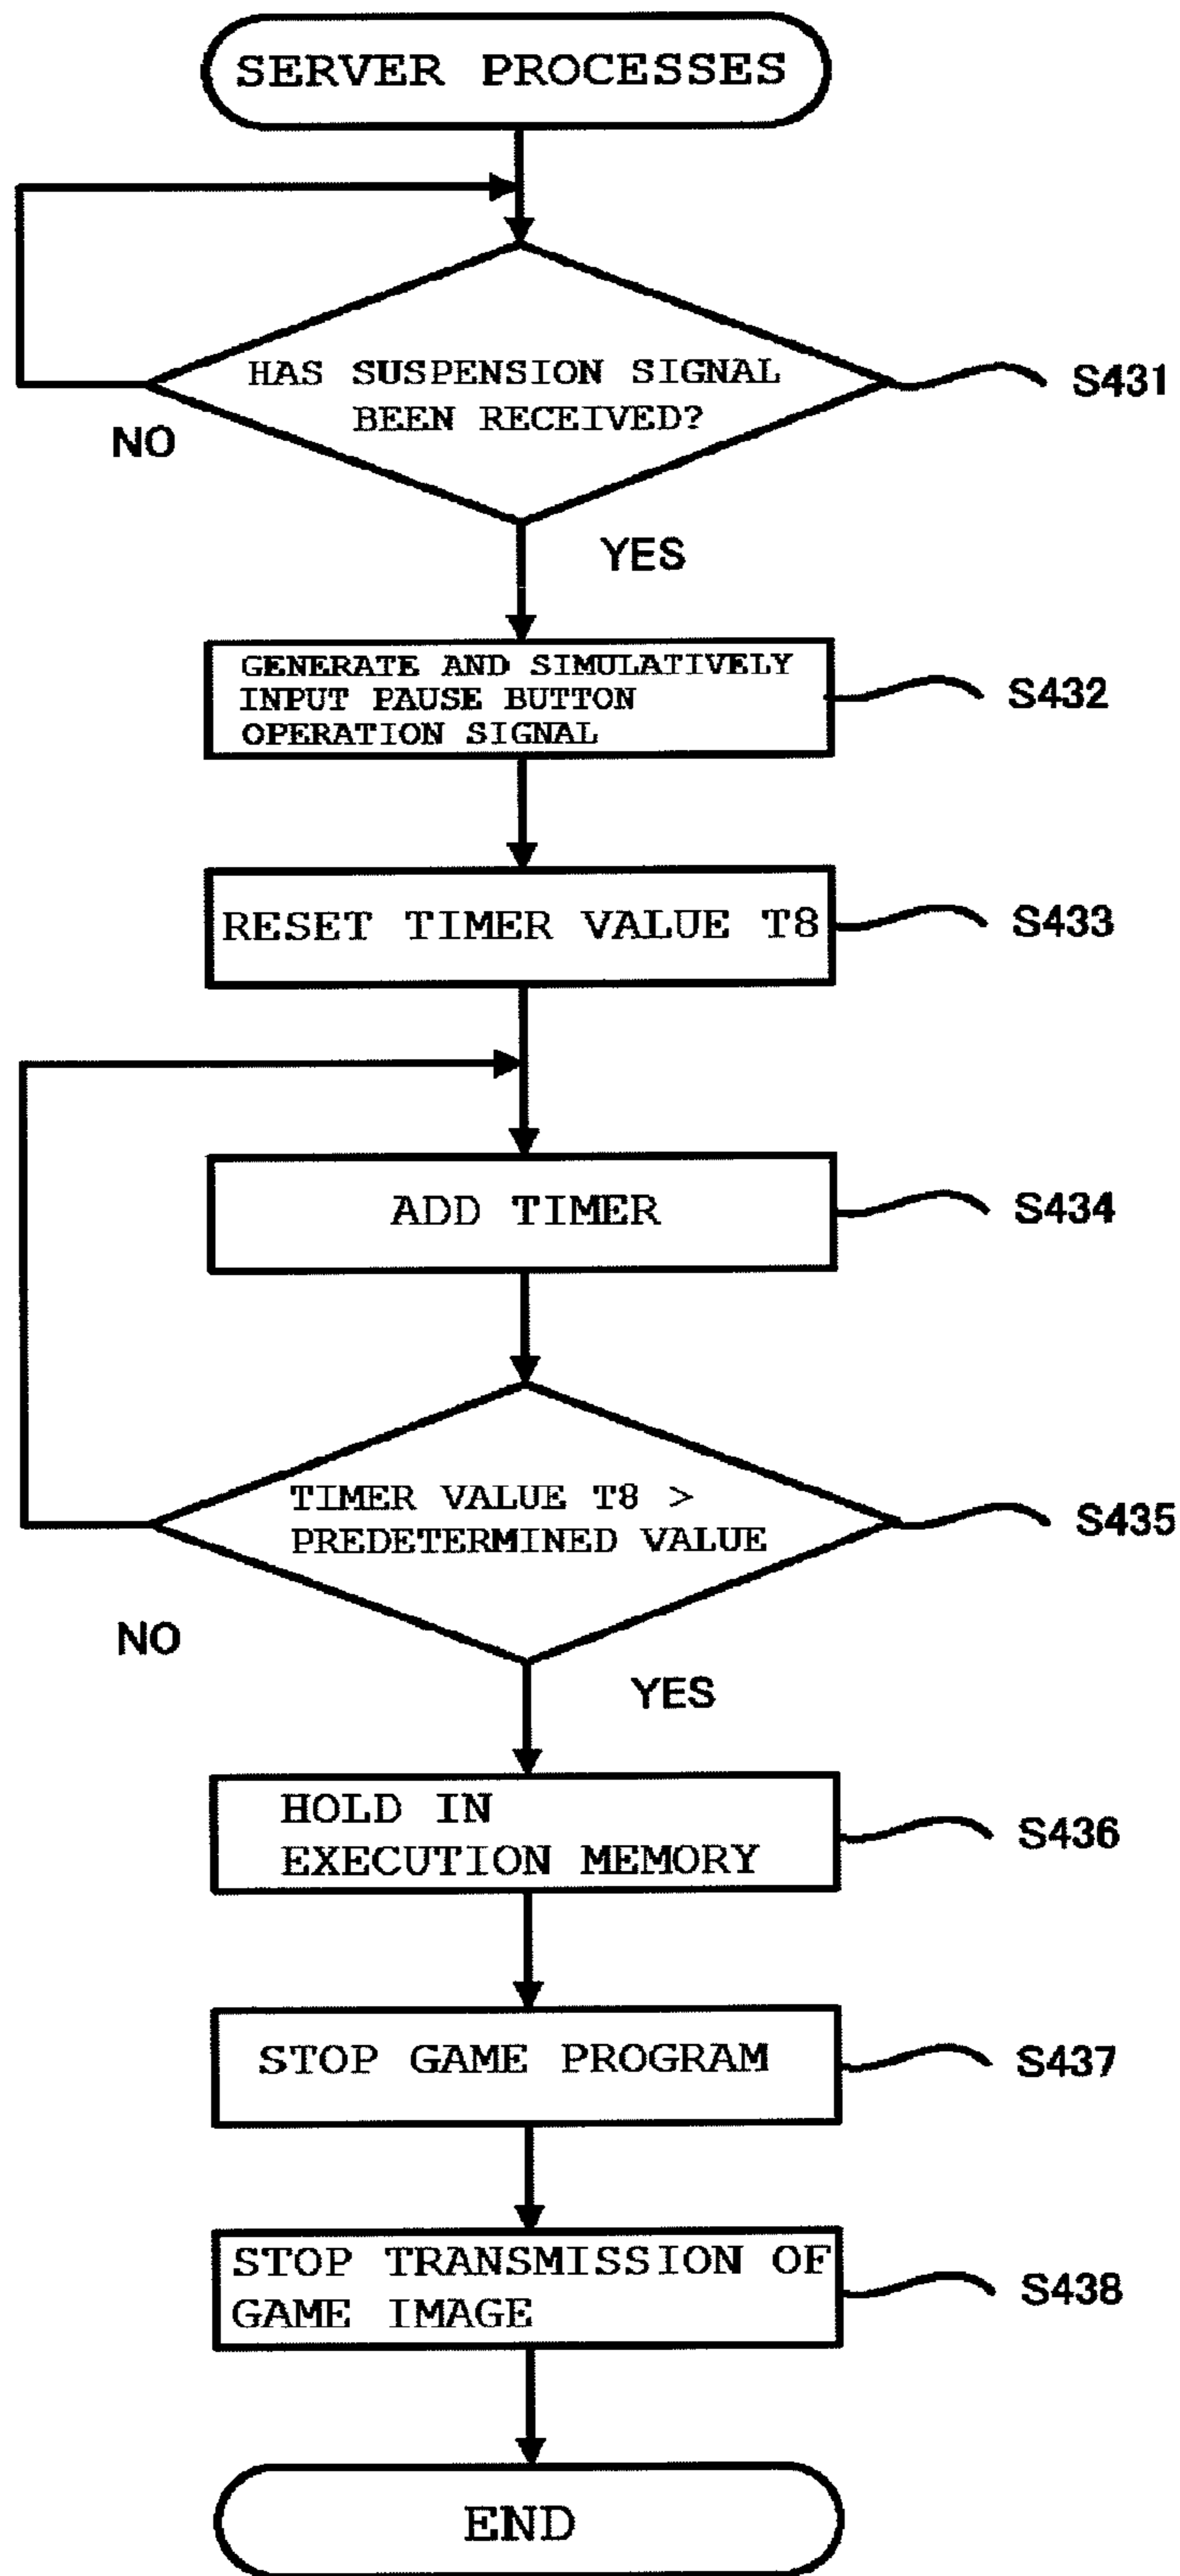 SERVER PROCESSES
HAS SUSPENSION SIGNAL
BEEN RECEIVED?
S431
NO
YES
GENERATE AND SIMULATIVELY
INPUT PAUSE BUTTON
OPERATION SIGNAL
S432
RESET TIMER VALUE T8
S433
ADD TIMER
S434
TIMER VALUE T8 >
PREDETERMINED VALUE
S435
NO
YES
HOLD IN
EXECUTION MEMORY
S436
STOP GAME PROGRAM
S437
STOP TRANSMISSION OF
GAME IMAGE
S438
END